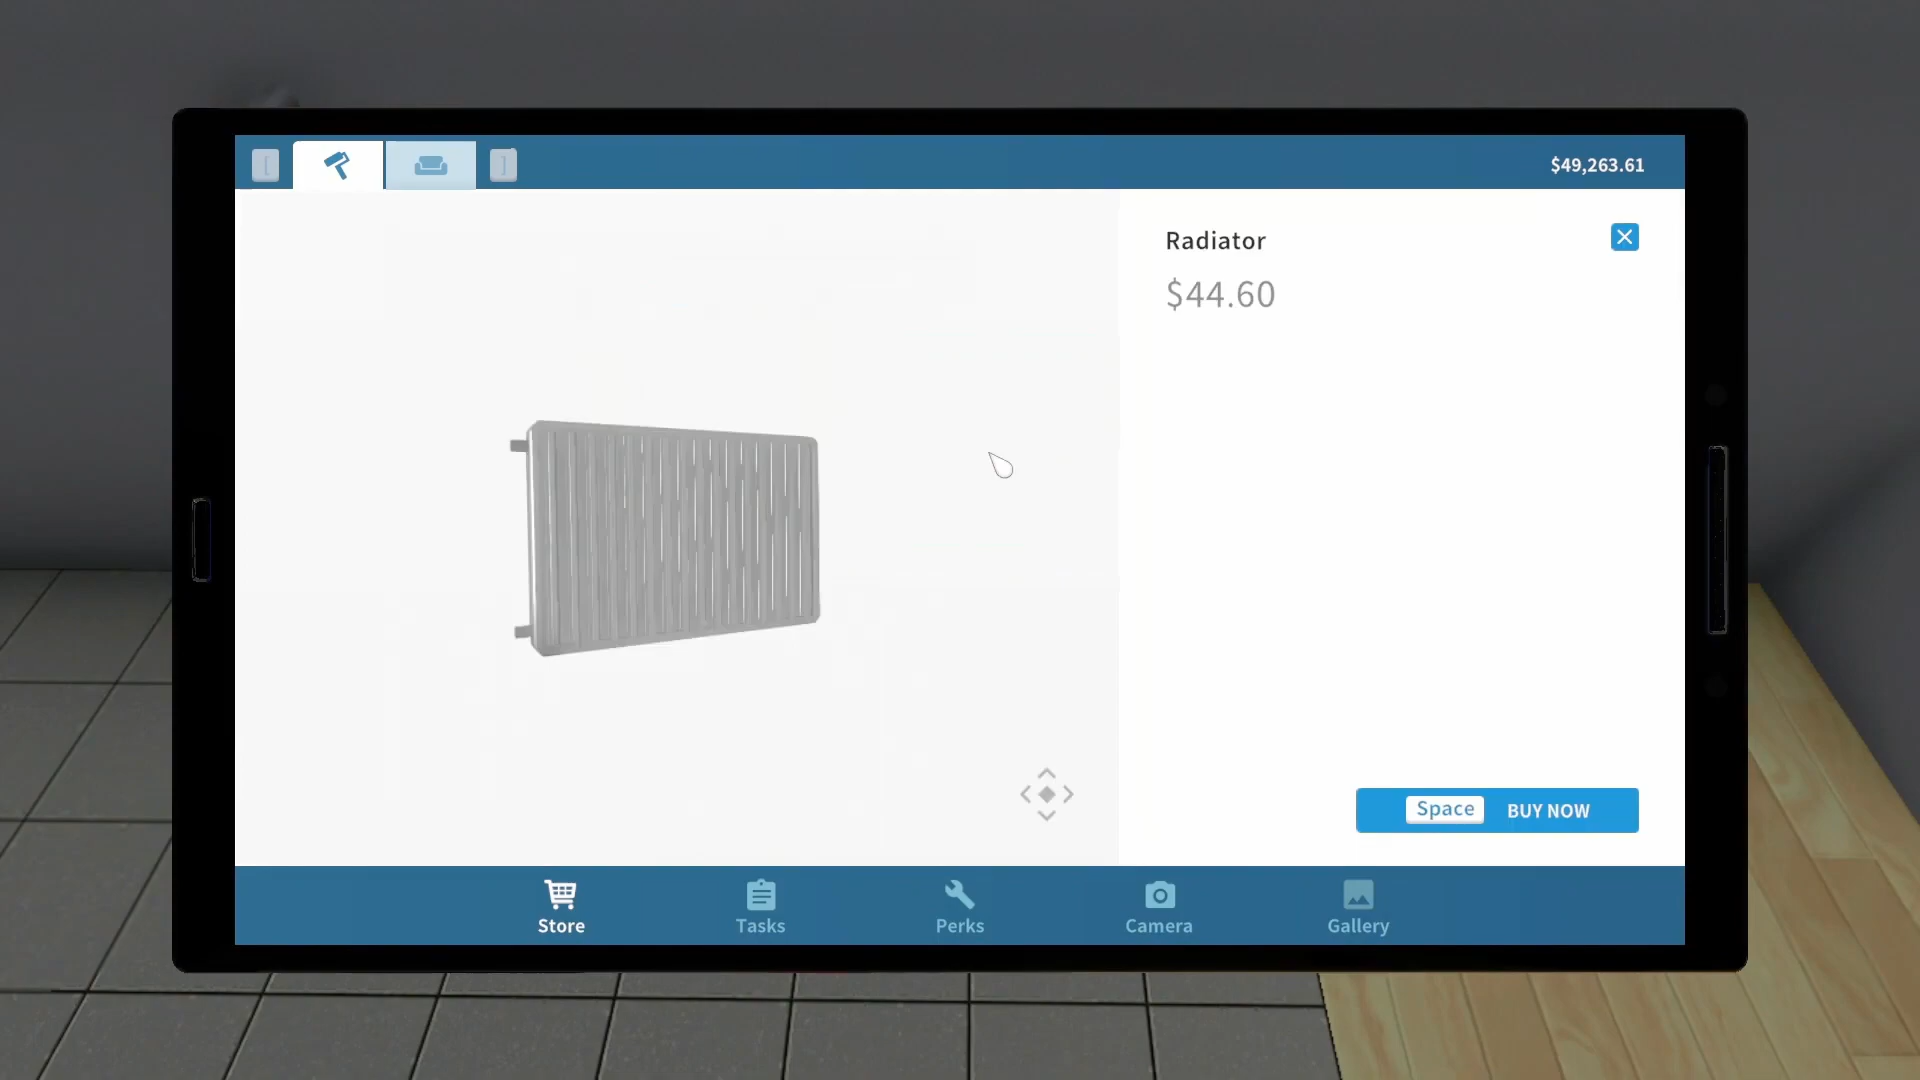 [
]
$49,263.61
Radiator
$44.60
Space BUY NOW
Store
Tasks
Perks
Camera
Gallery